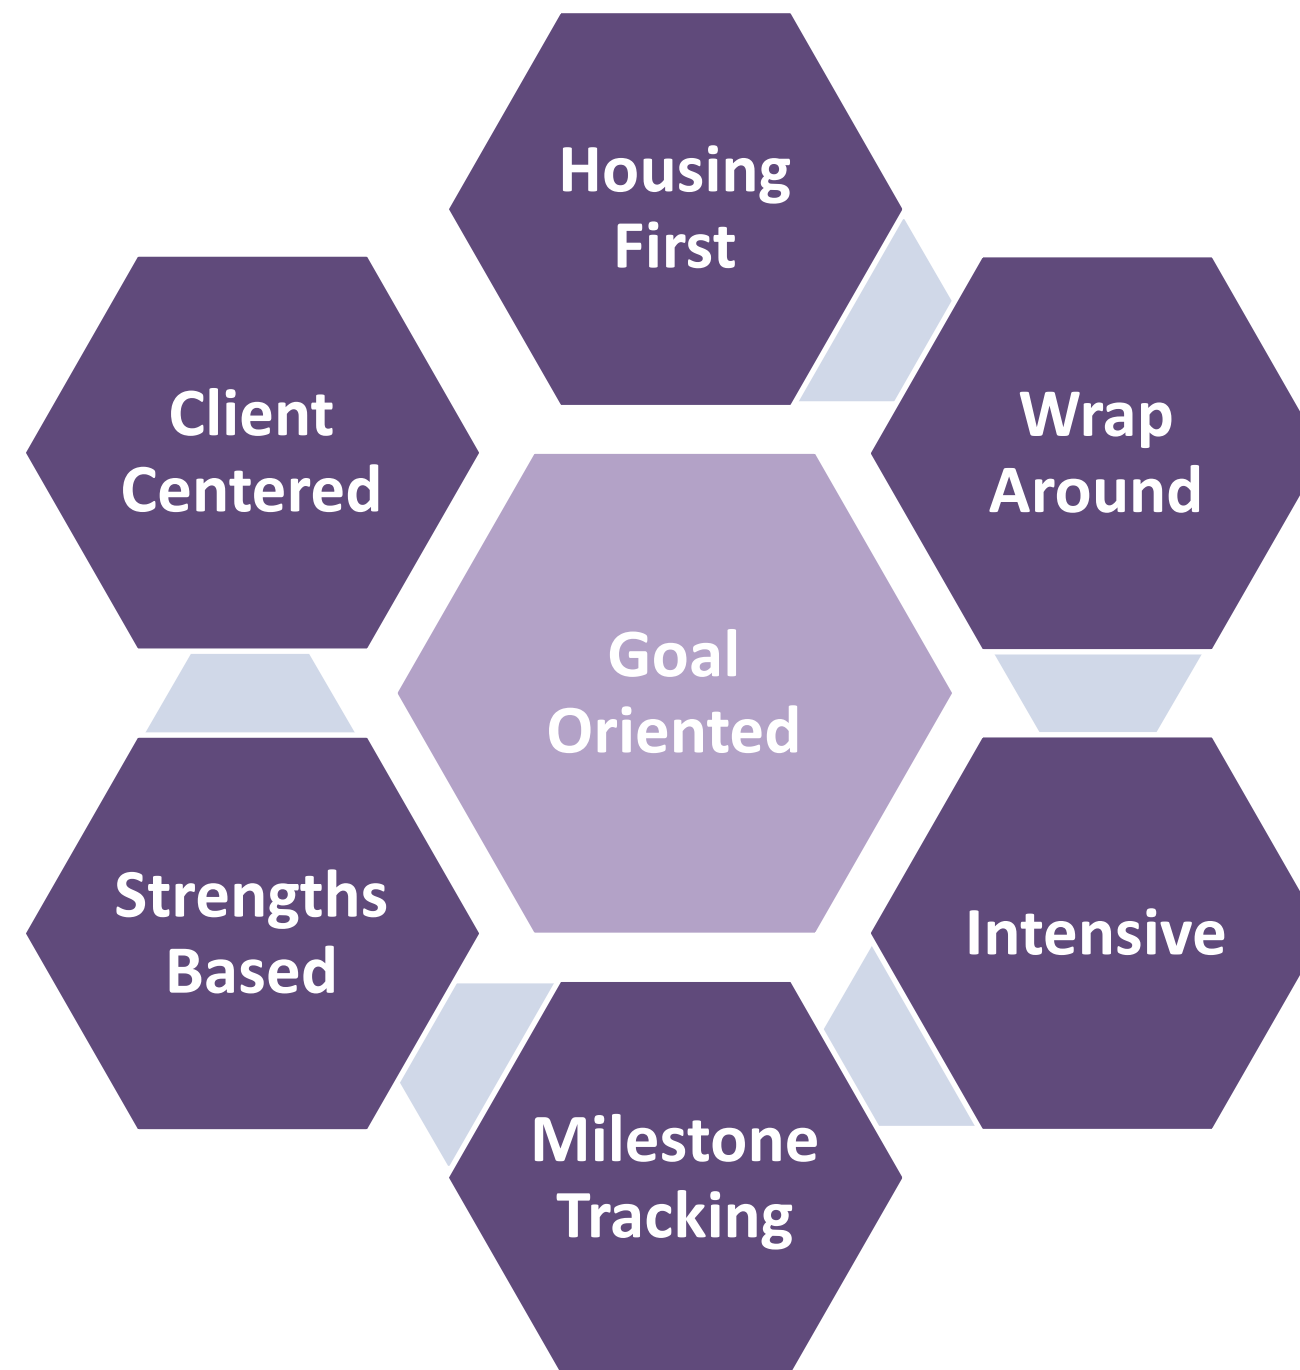 Housing
First
Client
Centered
Wrap
Around
Goal
Oriented
Strengths
Based
Intensive
Milestone
Tracking